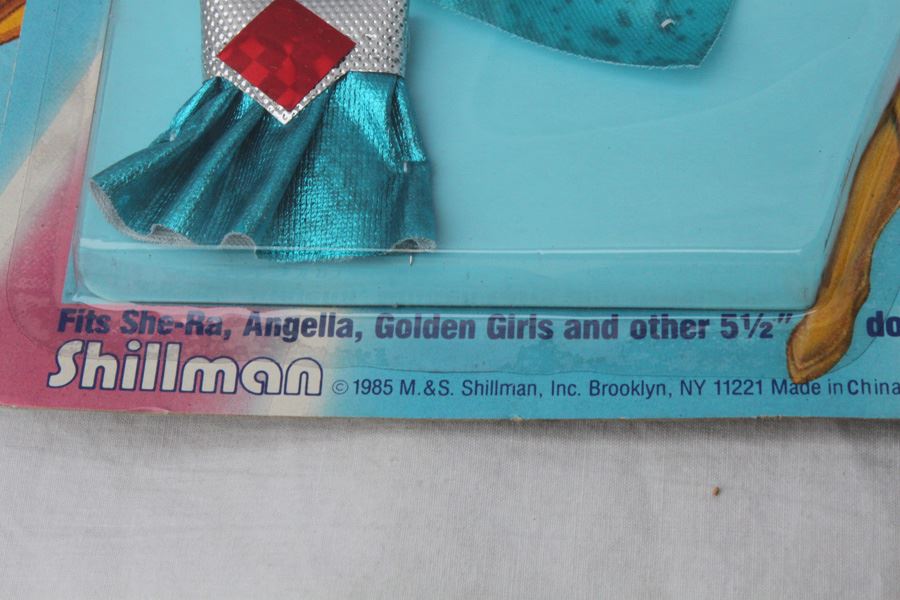 Fits She-Ra, Angella, Golden Girls and other 5½" do
Shillman © 1985 M.&S. Shillman, Inc. Brooklyn, NY 11221 Made in China